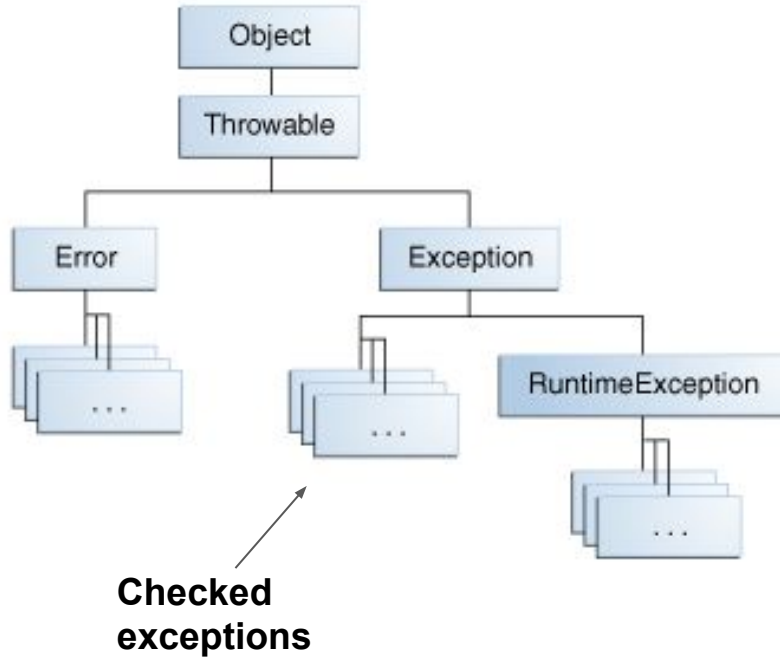 Object
Throwable
Error
Exception
. . .
. . .
RuntimeException
. . .
Checked
exceptions